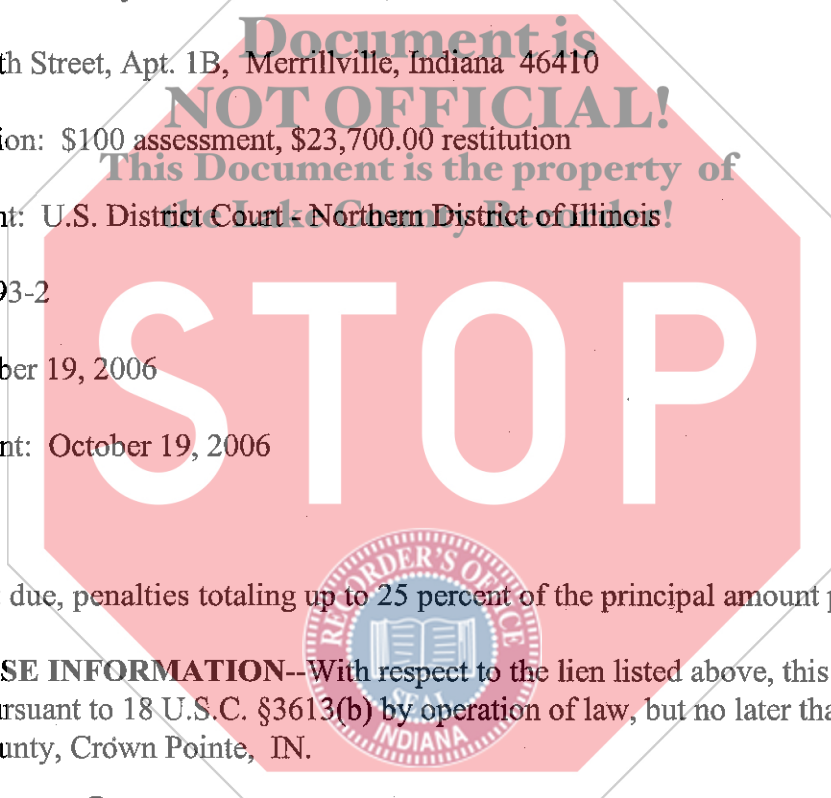 Document is
th Street, Apt. 1B, Merrillville, Indiana 46410
NOT OFFICIAL!
ion: $100 assessment, $23,700.00 restitution
This Document is the property of
the Lake County Recorder!
nt: U.S. District Court - Northern District of Illinois
93-2
ber 19, 2006
STOP
nt: October 19, 2006
RECORDER'S OFFICE
due, penalties totaling up to 25 percent of the principal amount p
SE INFORMATION--With respect to the lien listed above, this
rsuant to 18 U.S.C. §3613(b) by operation of law, but no later tha
SEAL
INDIANA
unty, Crown Pointe, IN.